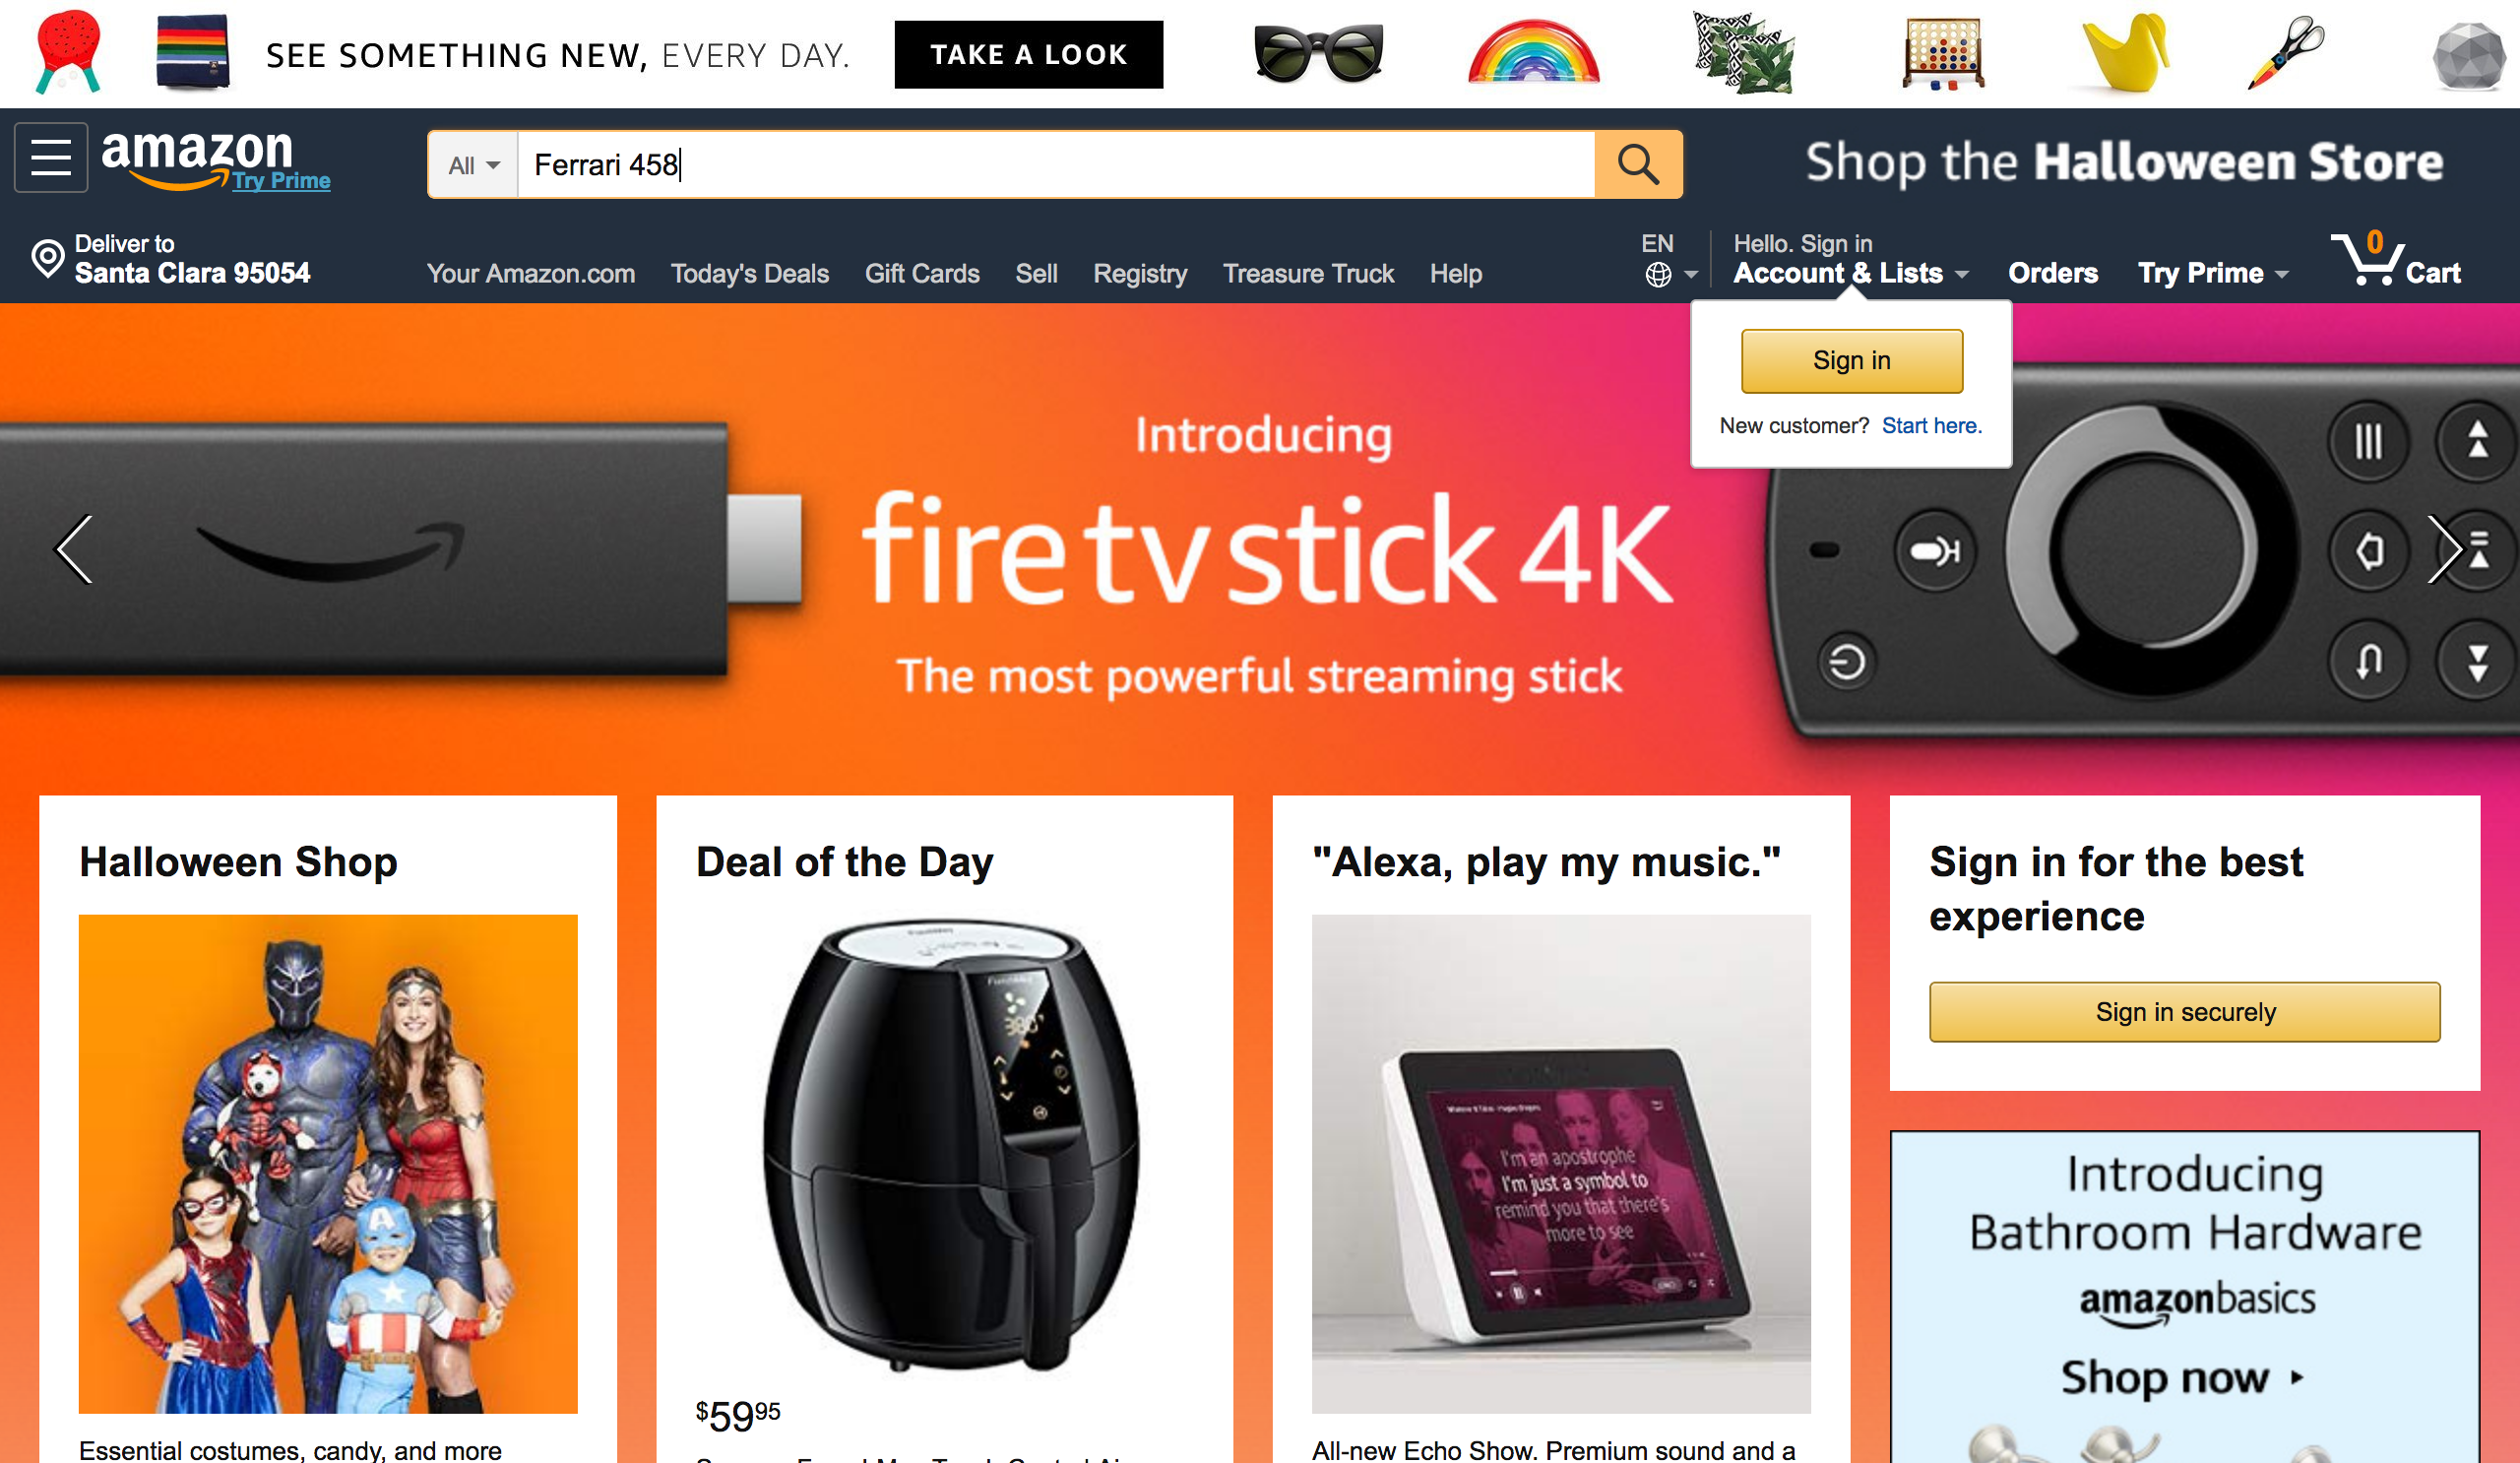 SEE SOMETHING NEW, EVERY DAY.
TAKE A LOOK
amazon
Try Prime
All
Ferrari 458
Shop the Halloween Store
Deliver to
Santa Clara 95054
Your Amazon.com
Today's Deals
Gift Cards
Sell
Registry
Treasure Truck
Help
EN
Hello. Sign in
Account & Lists
Orders
Try Prime
0
Cart
Sign in
New customer? Start here.
Introducing
fire tv stick 4K
The most powerful streaming stick
Halloween Shop
Essential costumes, candy, and more
Deal of the Day
380
$5995
"Alexa, play my music."
I'm an apostrophe
I'm just a symbol to
remind you that there's
more to see
All-new Echo Show. Premium sound and a
Sign in for the best
experience
Sign in securely
Introducing
Bathroom Hardware
amazonbasics
Shop now